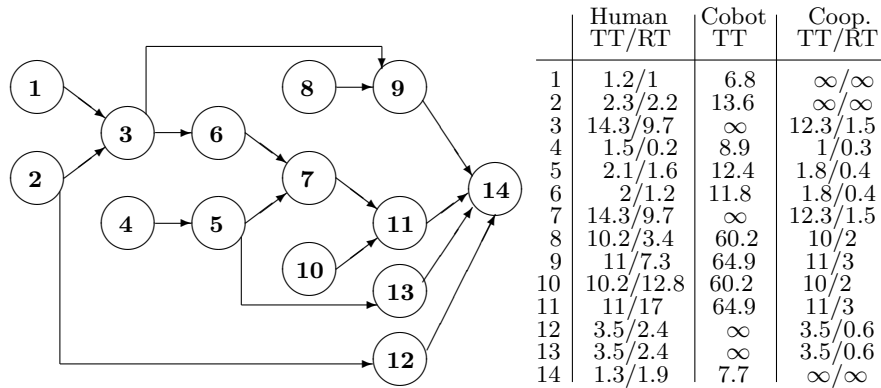 1
2
3
4
5
6
7
8
9
10
11
12
13
14
Human Cobot Coop.
TT/RT TT TT/RT
1 1.2/1 6.8 ∞/∞
2 2.3/2.2 13.6 ∞/∞
3 14.3/9.7 ∞ 12.3/1.5
4 1.5/0.2 8.9 1/0.3
5 2.1/1.6 12.4 1.8/0.4
6 2/1.2 11.8 1.8/0.4
7 14.3/9.7 ∞ 12.3/1.5
8 10.2/3.4 60.2 10/2
9 11/7.3 64.9 11/3
10 10.2/12.8 60.2 10/2
11 11/17 64.9 11/3
12 3.5/2.4 ∞ 3.5/0.6
13 3.5/2.4 ∞ 3.5/0.6
14 1.3/1.9 7.7 ∞/∞